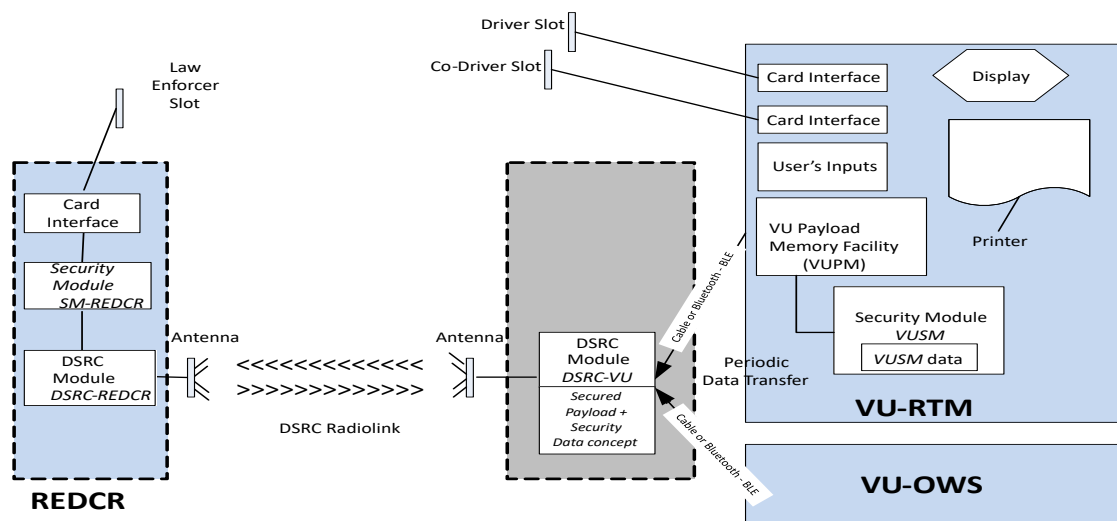 Driver Slot
Co-Driver Slot
Law
Enforcer
Slot
Card Interface
Display
Card Interface
User's Inputs
Card
Interface
VU Payload
Memory Facility
(VUPM)
Printer
Security
Module
SM-REDCR
Cable or Bluetooth - BLE
Security Module
VUSM
VUSM data
Antenna
Antenna
DSRC
Module
DSRC-REDCR
<<<<<<<<<<<<<
>>>>>>>>>>>>>
DSRC Radiolink
DSRC
Module
DSRC-VU
Secured
Payload +
Security
Data concept
Periodic
Data Transfer
VU-RTM
Cable or Bluetooth - BLE
VU-OWS
REDCR